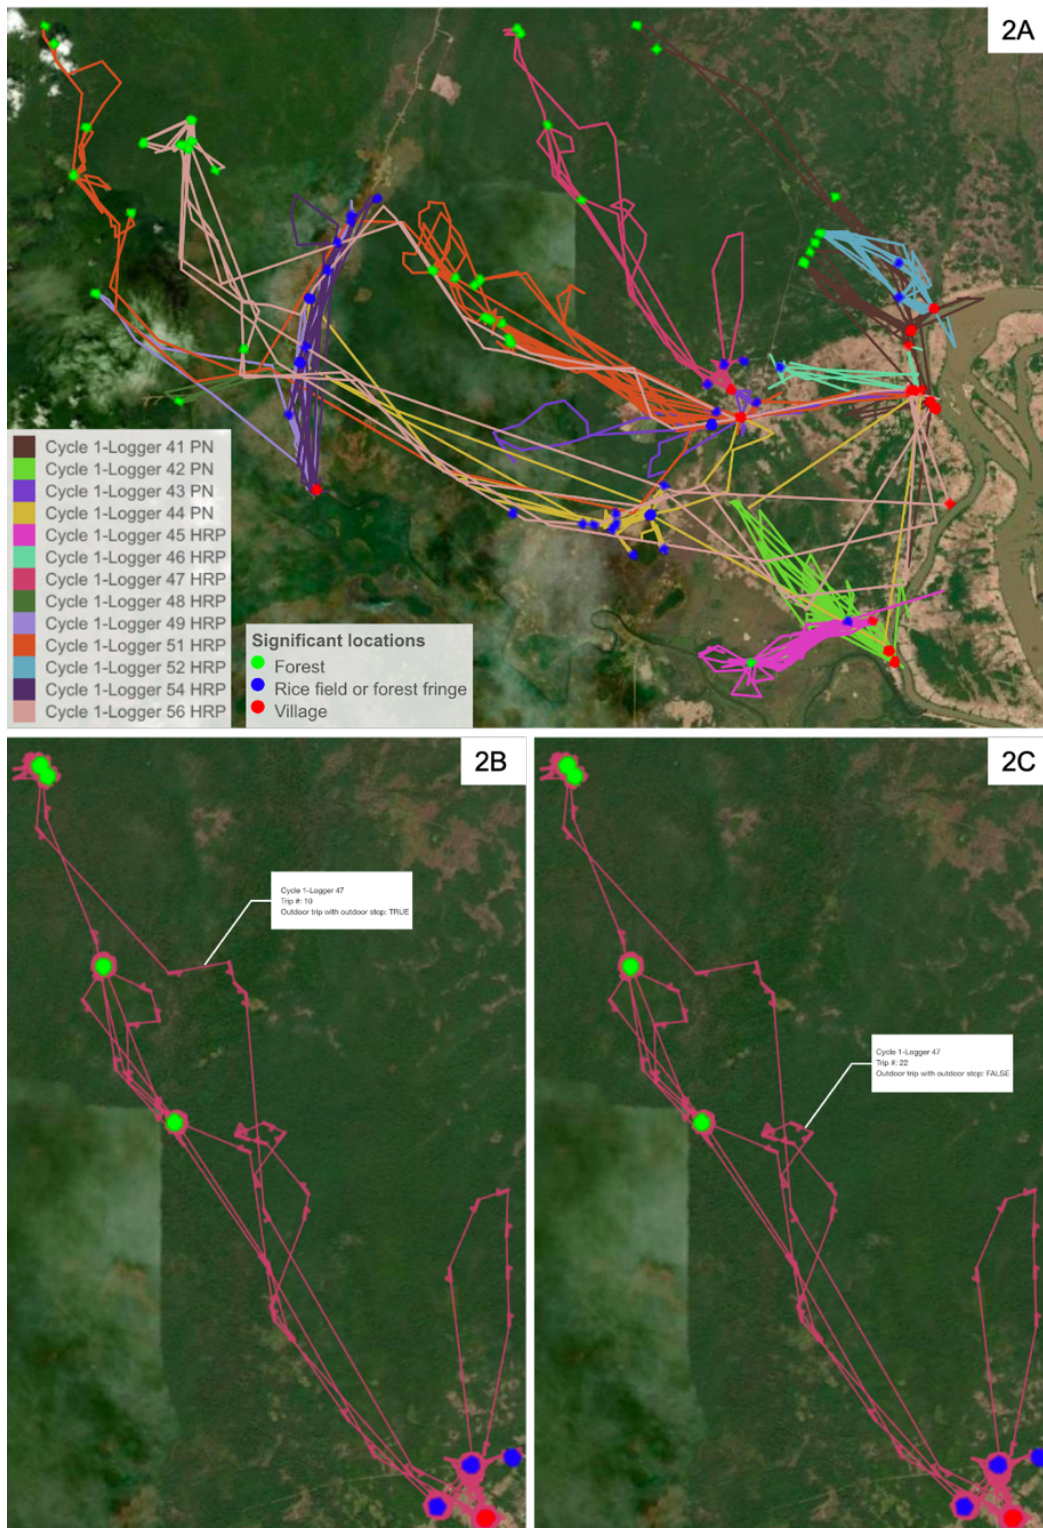 2A
Cycle 1-Logger 41 PN
Cycle 1-Logger 42 PN
Cycle 1-Logger 43 PN
Cycle 1-Logger 44 PN
Cycle 1-Logger 45 HRP
Cycle 1-Logger 46 HRP
Cycle 1-Logger 47 HRP
Cycle 1-Logger 48 HRP
Cycle 1-Logger 49 HRP
Cycle 1-Logger 51 HRP
Cycle 1-Logger 52 HRP
Cycle 1-Logger 54 HRP
Cycle 1-Logger 56 HRP
Significant locations
Forest
Rice field or forest fringe
Village
2B
Cycle 1-Logger 47
Trip #: 19
Outdoor trip with outdoor stop: TRUE
2C
Cycle 1-Logger 47
Trip #: 22
Outdoor trip with outdoor stop: FALSE